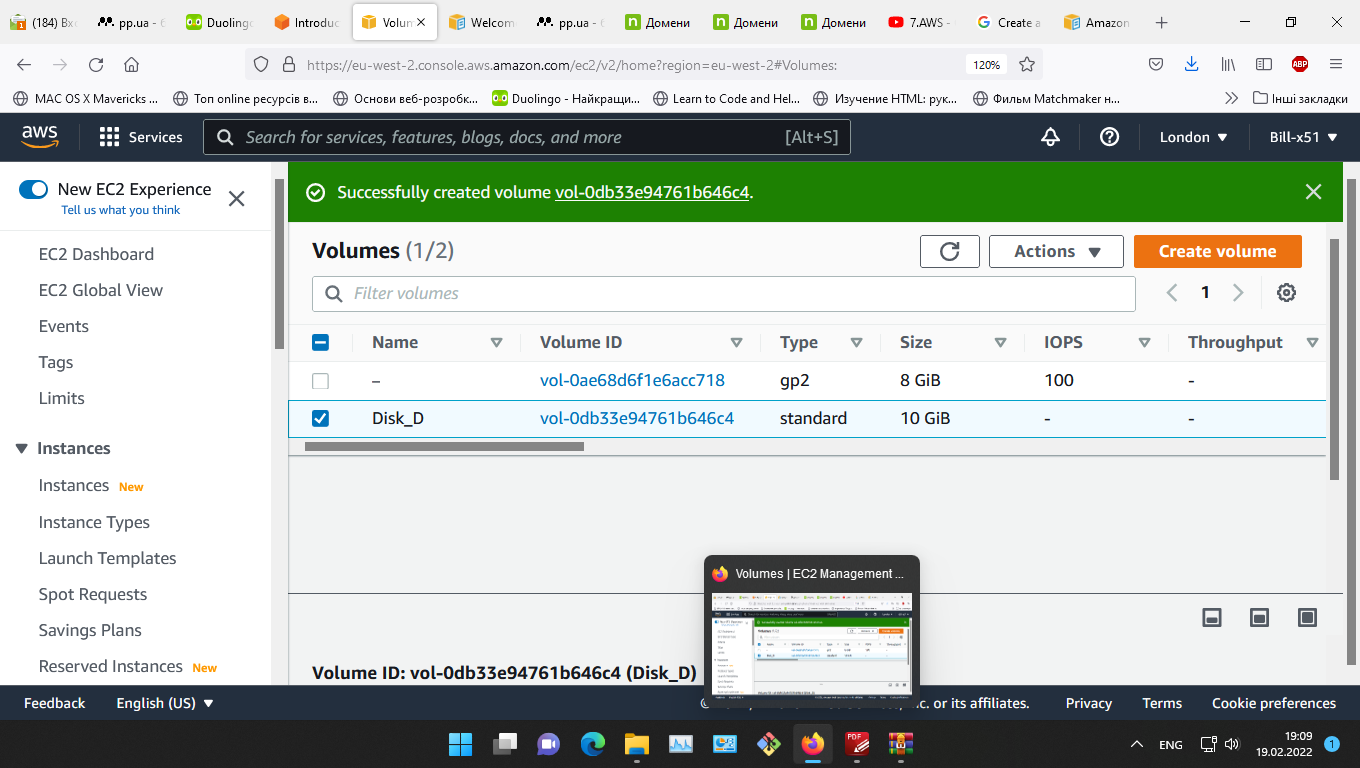 (184) Вх
Duoling
Introduc
Volun
Welcom
pp.ua - 6
Домени
Домени
Домени
7.AWS -
Create a
Amazon
https://eu-west-2.console.aws.amazon.com/ec2/v2/home?region=eu-west-2#Volumes:
120%
ABP
MAC OS X Mavericks ...
Топ online ресурсів в...
Основи веб-розробк...
Duolingo - Найкращи...
Learn to Code and Hel...
Изучение HTML: рук...
Фильм Matchmaker н...
Інші закладки
aws
Services
Search for services, features, blogs, docs, and more
[Alt+S]
London
Bill-x51
New EC2 Experience
Tell us what you think
EC2 Dashboard
EC2 Global View
Events
Tags
Limits
Instances
Instances New
Instance Types
Launch Templates
Spot Requests
Savings Plans
Reserved Instances New
Successfully created volume vol-0db33e94761b646c4.
Volumes (1/2)
Actions
Create volume
Filter volumes
1
Name Volume ID Type Size IOPS Throughput
– vol-0ae68d6f1e6acc718 gp2 8 GiB 100 -
Disk_D vol-0db33e94761b646c4 standard 10 GiB - -
Volumes | EC2 Management ...
Volume ID: vol-0db33e94761b646c4 (Disk_D)
Feedback
English (US)
or its affiliates.
Privacy
Terms
Cookie preferences
PDF
ENG
19:09
19.02.2022
1